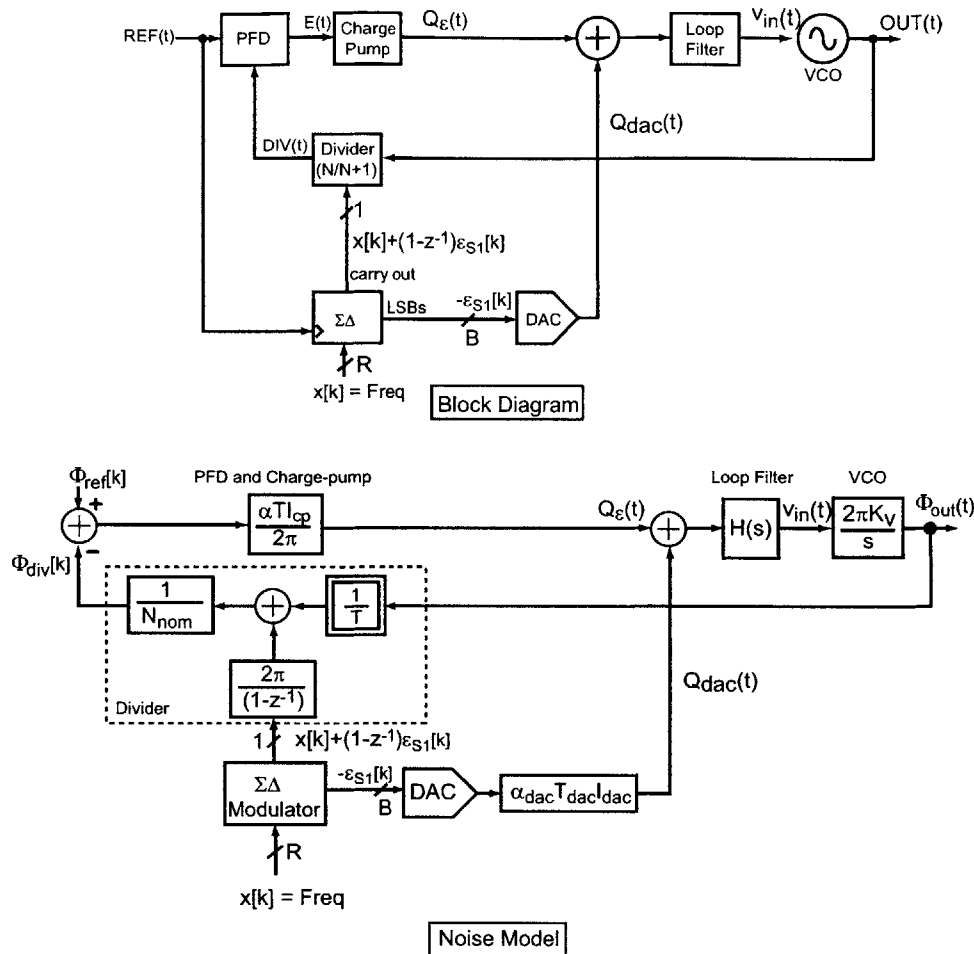 REF(t)
PFD
E(t)
Charge
Pump
Qε(t)
+
Loop
Filter
vin(t)
VCO
OUT(t)
Qdac(t)
DIV(t)
Divider
(N/N+1)
1
x[k]+(1-z⁻¹)εS1[k]
carry out
ΣΔ
LSBs
-εS1[k]
B
DAC
R
x[k] = Freq
Block Diagram
Φref[k]
PFD and Charge-pump
Loop Filter
VCO
+
-
αTIcp
2π
Qε(t)
H(s)
vin(t)
2πKv
s
Φout(t)
Φdiv[k]
1
Nnom
1
T
2π
(1-z⁻¹)
Divider
Qdac(t)
1
x[k]+(1-z⁻¹)εS1[k]
ΣΔ
Modulator
-εS1[k]
B
DAC
αdacTdacIdac
R
x[k] = Freq
Noise Model